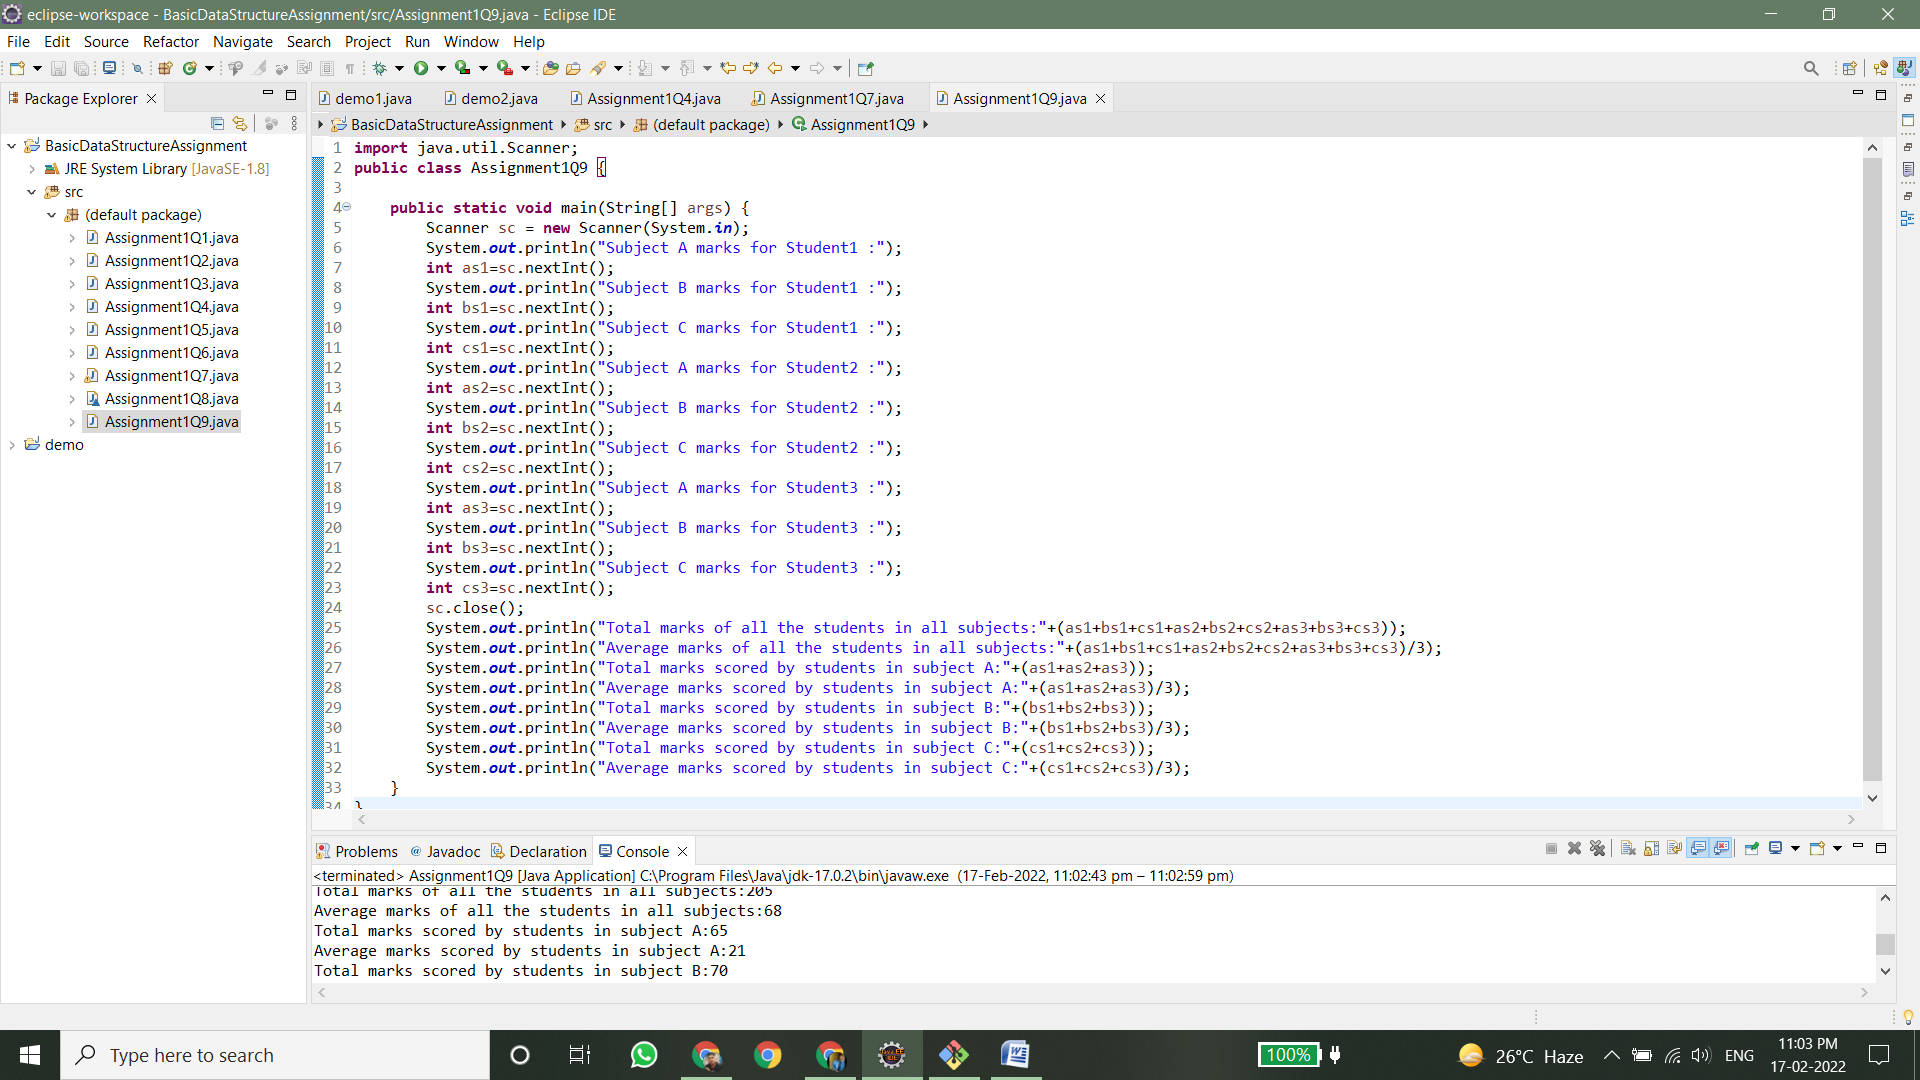 eclipse-workspace - BasicDataStructureAssignment/src/Assignment1Q9.java - Eclipse IDE
File Edit Source Refactor Navigate Search Project Run Window Help
Package Explorer
demo1.java demo2.java Assignment1Q4.java Assignment1Q7.java Assignment1Q9.java
BasicDataStructureAssignment src (default package) Assignment1Q9
BasicDataStructureAssignment
JRE System Library [JavaSE-1.8]
src
(default package)
Assignment1Q1.java
Assignment1Q2.java
Assignment1Q3.java
Assignment1Q4.java
Assignment1Q5.java
Assignment1Q6.java
Assignment1Q7.java
Assignment1Q8.java
Assignment1Q9.java
demo
1 import java.util.Scanner;
2 public class Assignment1Q9 {
3
4 public static void main(String[] args) {
5 Scanner sc = new Scanner(System.in);
6 System.out.println("Subject A marks for Student1 :");
7 int as1=sc.nextInt();
8 System.out.println("Subject B marks for Student1 :");
9 int bs1=sc.nextInt();
10 System.out.println("Subject C marks for Student1 :");
11 int cs1=sc.nextInt();
12 System.out.println("Subject A marks for Student2 :");
13 int as2=sc.nextInt();
14 System.out.println("Subject B marks for Student2 :");
15 int bs2=sc.nextInt();
16 System.out.println("Subject C marks for Student2 :");
17 int cs2=sc.nextInt();
18 System.out.println("Subject A marks for Student3 :");
19 int as3=sc.nextInt();
20 System.out.println("Subject B marks for Student3 :");
21 int bs3=sc.nextInt();
22 System.out.println("Subject C marks for Student3 :");
23 int cs3=sc.nextInt();
24 sc.close();
25 System.out.println("Total marks of all the students in all subjects:"+(as1+bs1+cs1+as2+bs2+cs2+as3+bs3+cs3));
26 System.out.println("Average marks of all the students in all subjects:"+(as1+bs1+cs1+as2+bs2+cs2+as3+bs3+cs3)/3);
27 System.out.println("Total marks scored by students in subject A:"+(as1+as2+as3));
28 System.out.println("Average marks scored by students in subject A:"+(as1+as2+as3)/3);
29 System.out.println("Total marks scored by students in subject B:"+(bs1+bs2+bs3));
30 System.out.println("Average marks scored by students in subject B:"+(bs1+bs2+bs3)/3);
31 System.out.println("Total marks scored by students in subject C:"+(cs1+cs2+cs3));
32 System.out.println("Average marks scored by students in subject C:"+(cs1+cs2+cs3)/3);
33 }
34 }
Problems Javadoc Declaration Console
<terminated> Assignment1Q9 [Java Application] C:\Program Files\Java\jdk-17.0.2\bin\javaw.exe (17-Feb-2022, 11:02:43 pm – 11:02:59 pm)
Total marks of all the students in all subjects:205
Average marks of all the students in all subjects:68
Total marks scored by students in subject A:65
Average marks scored by students in subject A:21
Total marks scored by students in subject B:70
Type here to search
100%
26°C Haze
ENG
11:03 PM
17-02-2022